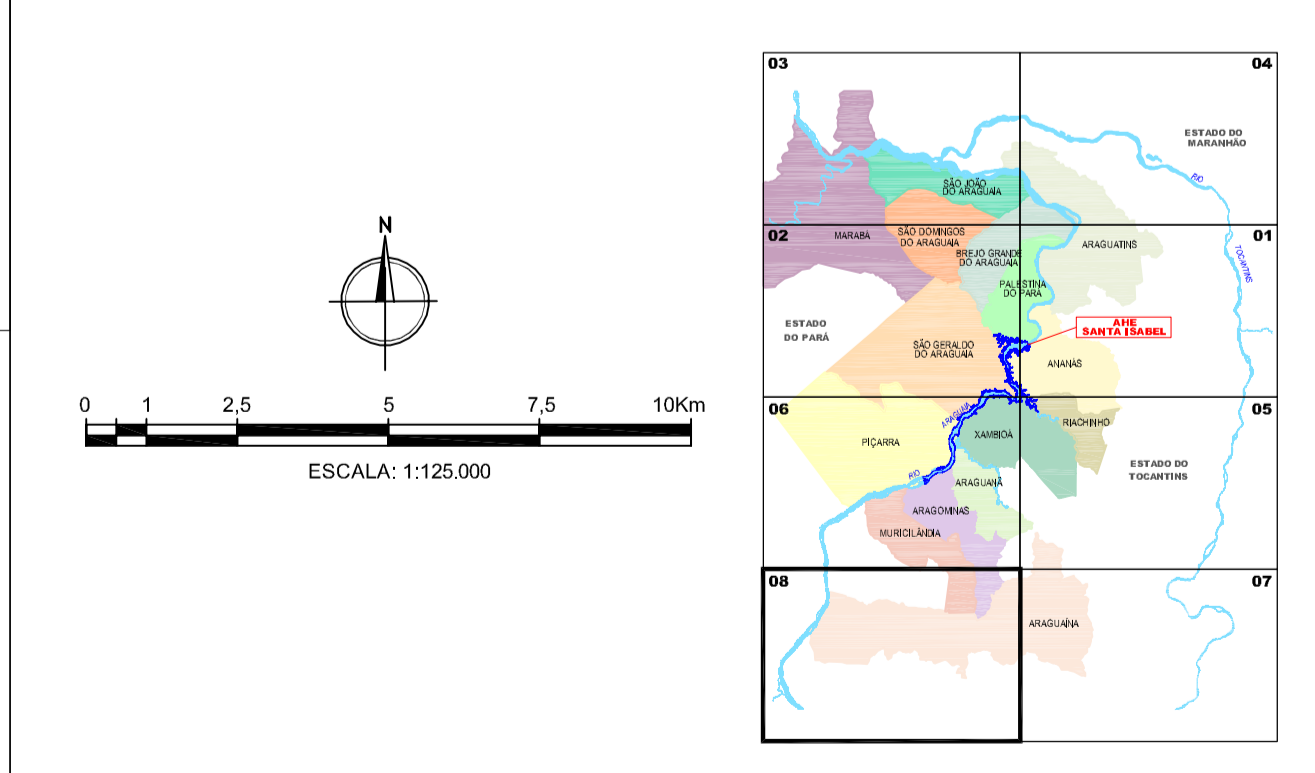 N
0 1 2,5 5 7,5 10Km
ESCALA: 1:125.000
03
04
ESTADO DO
MARANHÃO
RIO
TOCANTINS
SÃO JOÃO
DO ARAGUAIA
02
01
MARABÁ
SÃO DOMINGOS
DO ARAGUAIA
BREJO GRANDE
DO ARAGUAIA
ARAGUATINS
PALESTINA
DO PARÁ
ESTADO
DO PARÁ
AHE
SANTA ISABEL
SÃO GERALDO
DO ARAGUAIA
ANANÁS
06
05
ARAGUAIA
RIO
PIÇARRA
XAMBIOÁ
RIACHINHO
ESTADO DO
TOCANTINS
ARAGUANÃ
ARAGOMINAS
MURICILÂNDIA
08
07
ARAGUAÍNA